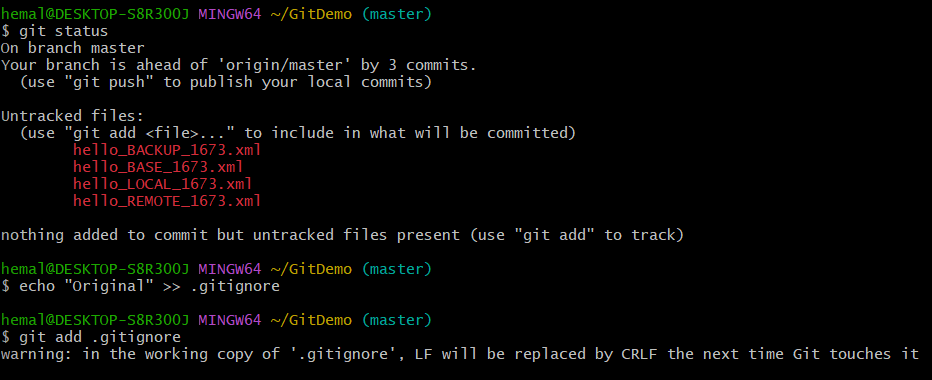 hemal@DESKTOP-S8R3OOJ MINGW64 ~/GitDemo (master)
$ git status
On branch master
Your branch is ahead of 'origin/master' by 3 commits.
  (use "git push" to publish your local commits)

Untracked files:
  (use "git add <file>..." to include in what will be committed)
        hello_BACKUP_1673.xml
        hello_BASE_1673.xml
        hello_LOCAL_1673.xml
        hello_REMOTE_1673.xml

nothing added to commit but untracked files present (use "git add" to track)

hemal@DESKTOP-S8R3OOJ MINGW64 ~/GitDemo (master)
$ echo "Original" >> .gitignore

hemal@DESKTOP-S8R3OOJ MINGW64 ~/GitDemo (master)
$ git add .gitignore
warning: in the working copy of '.gitignore', LF will be replaced by CRLF the next time Git touches it